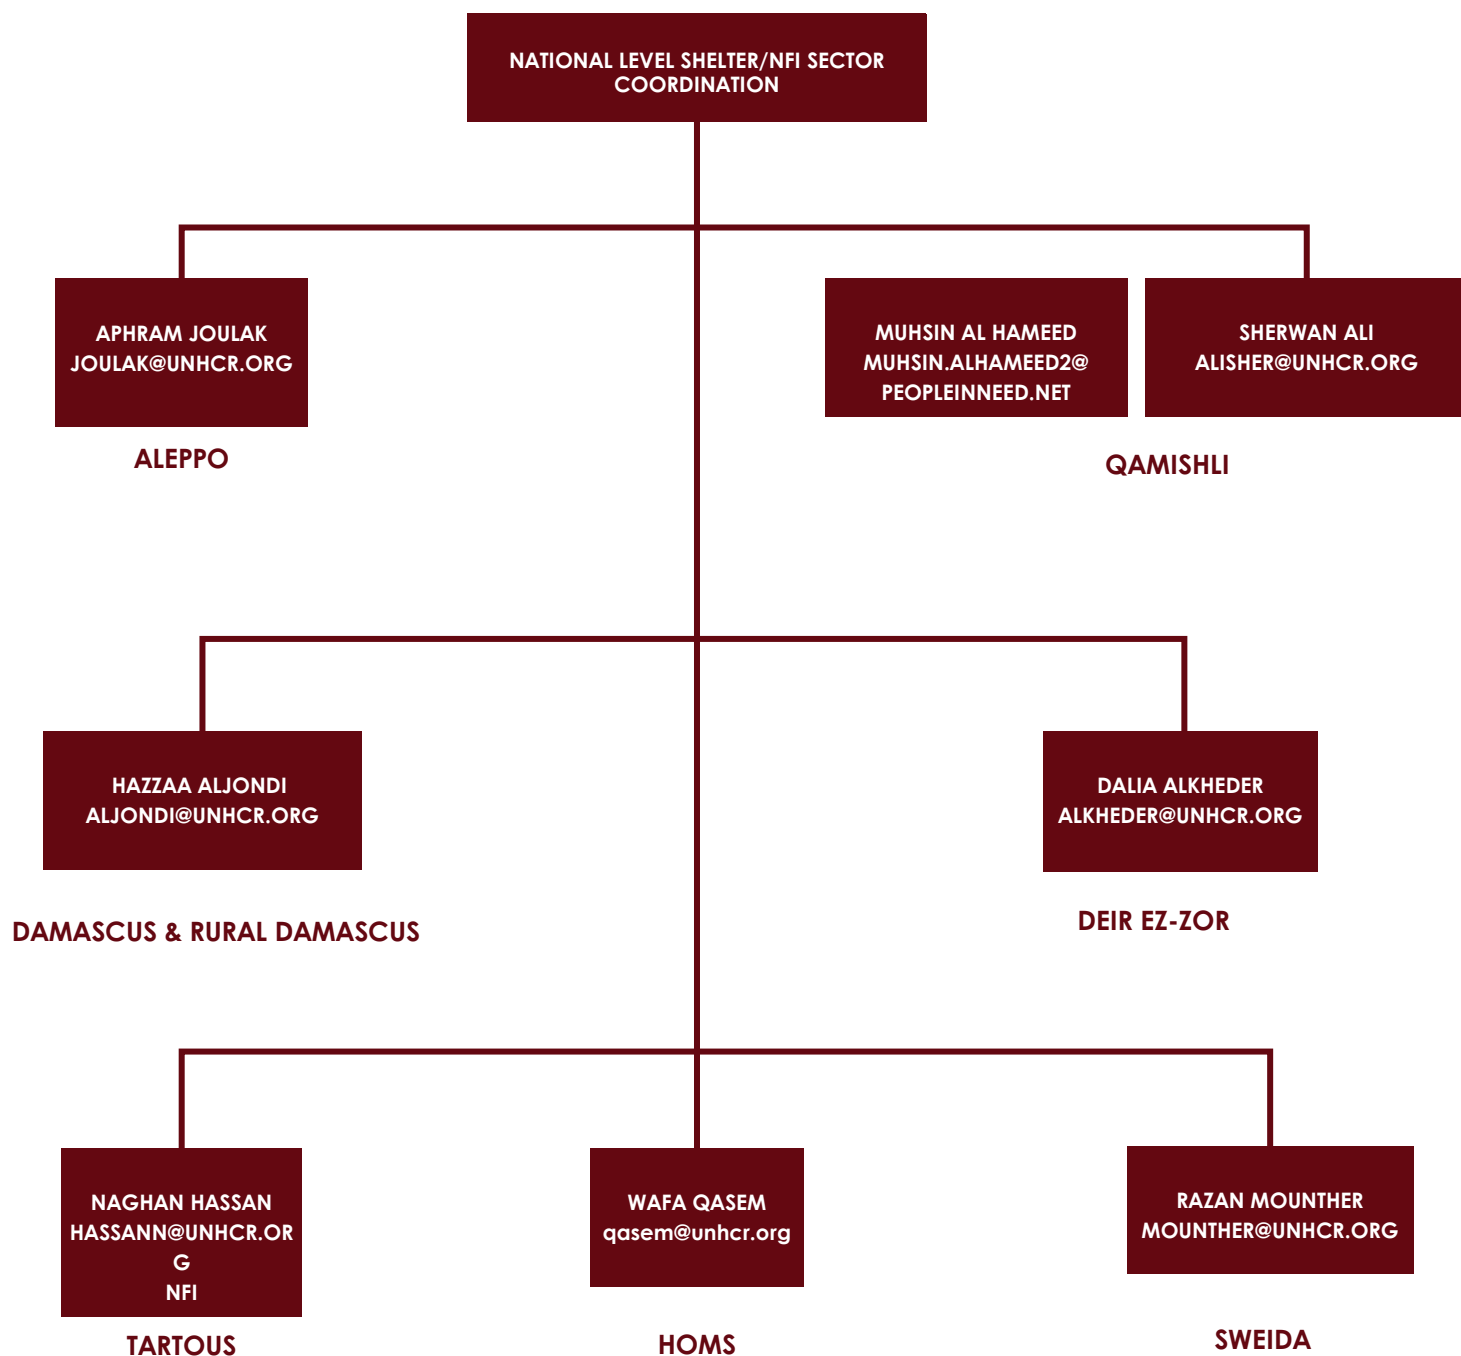 NATIONAL LEVEL SHELTER/NFI SECTOR
COORDINATION
APHRAM JOULAK
JOULAK@UNHCR.ORG
ALEPPO
MUHSIN AL HAMEED
MUHSIN.ALHAMEED2@
PEOPLEINNEED.NET
SHERWAN ALI
ALISHER@UNHCR.ORG
QAMISHLI
HAZZAA ALJONDI
ALJONDI@UNHCR.ORG
DAMASCUS & RURAL DAMASCUS
DALIA ALKHEDER
ALKHEDER@UNHCR.ORG
DEIR EZ-ZOR
NAGHAN HASSAN
HASSANN@UNHCR.OR
G
NFI
TARTOUS
WAFA QASEM
qasem@unhcr.org
HOMS
RAZAN MOUNTHER
MOUNTHER@UNHCR.ORG
SWEIDA